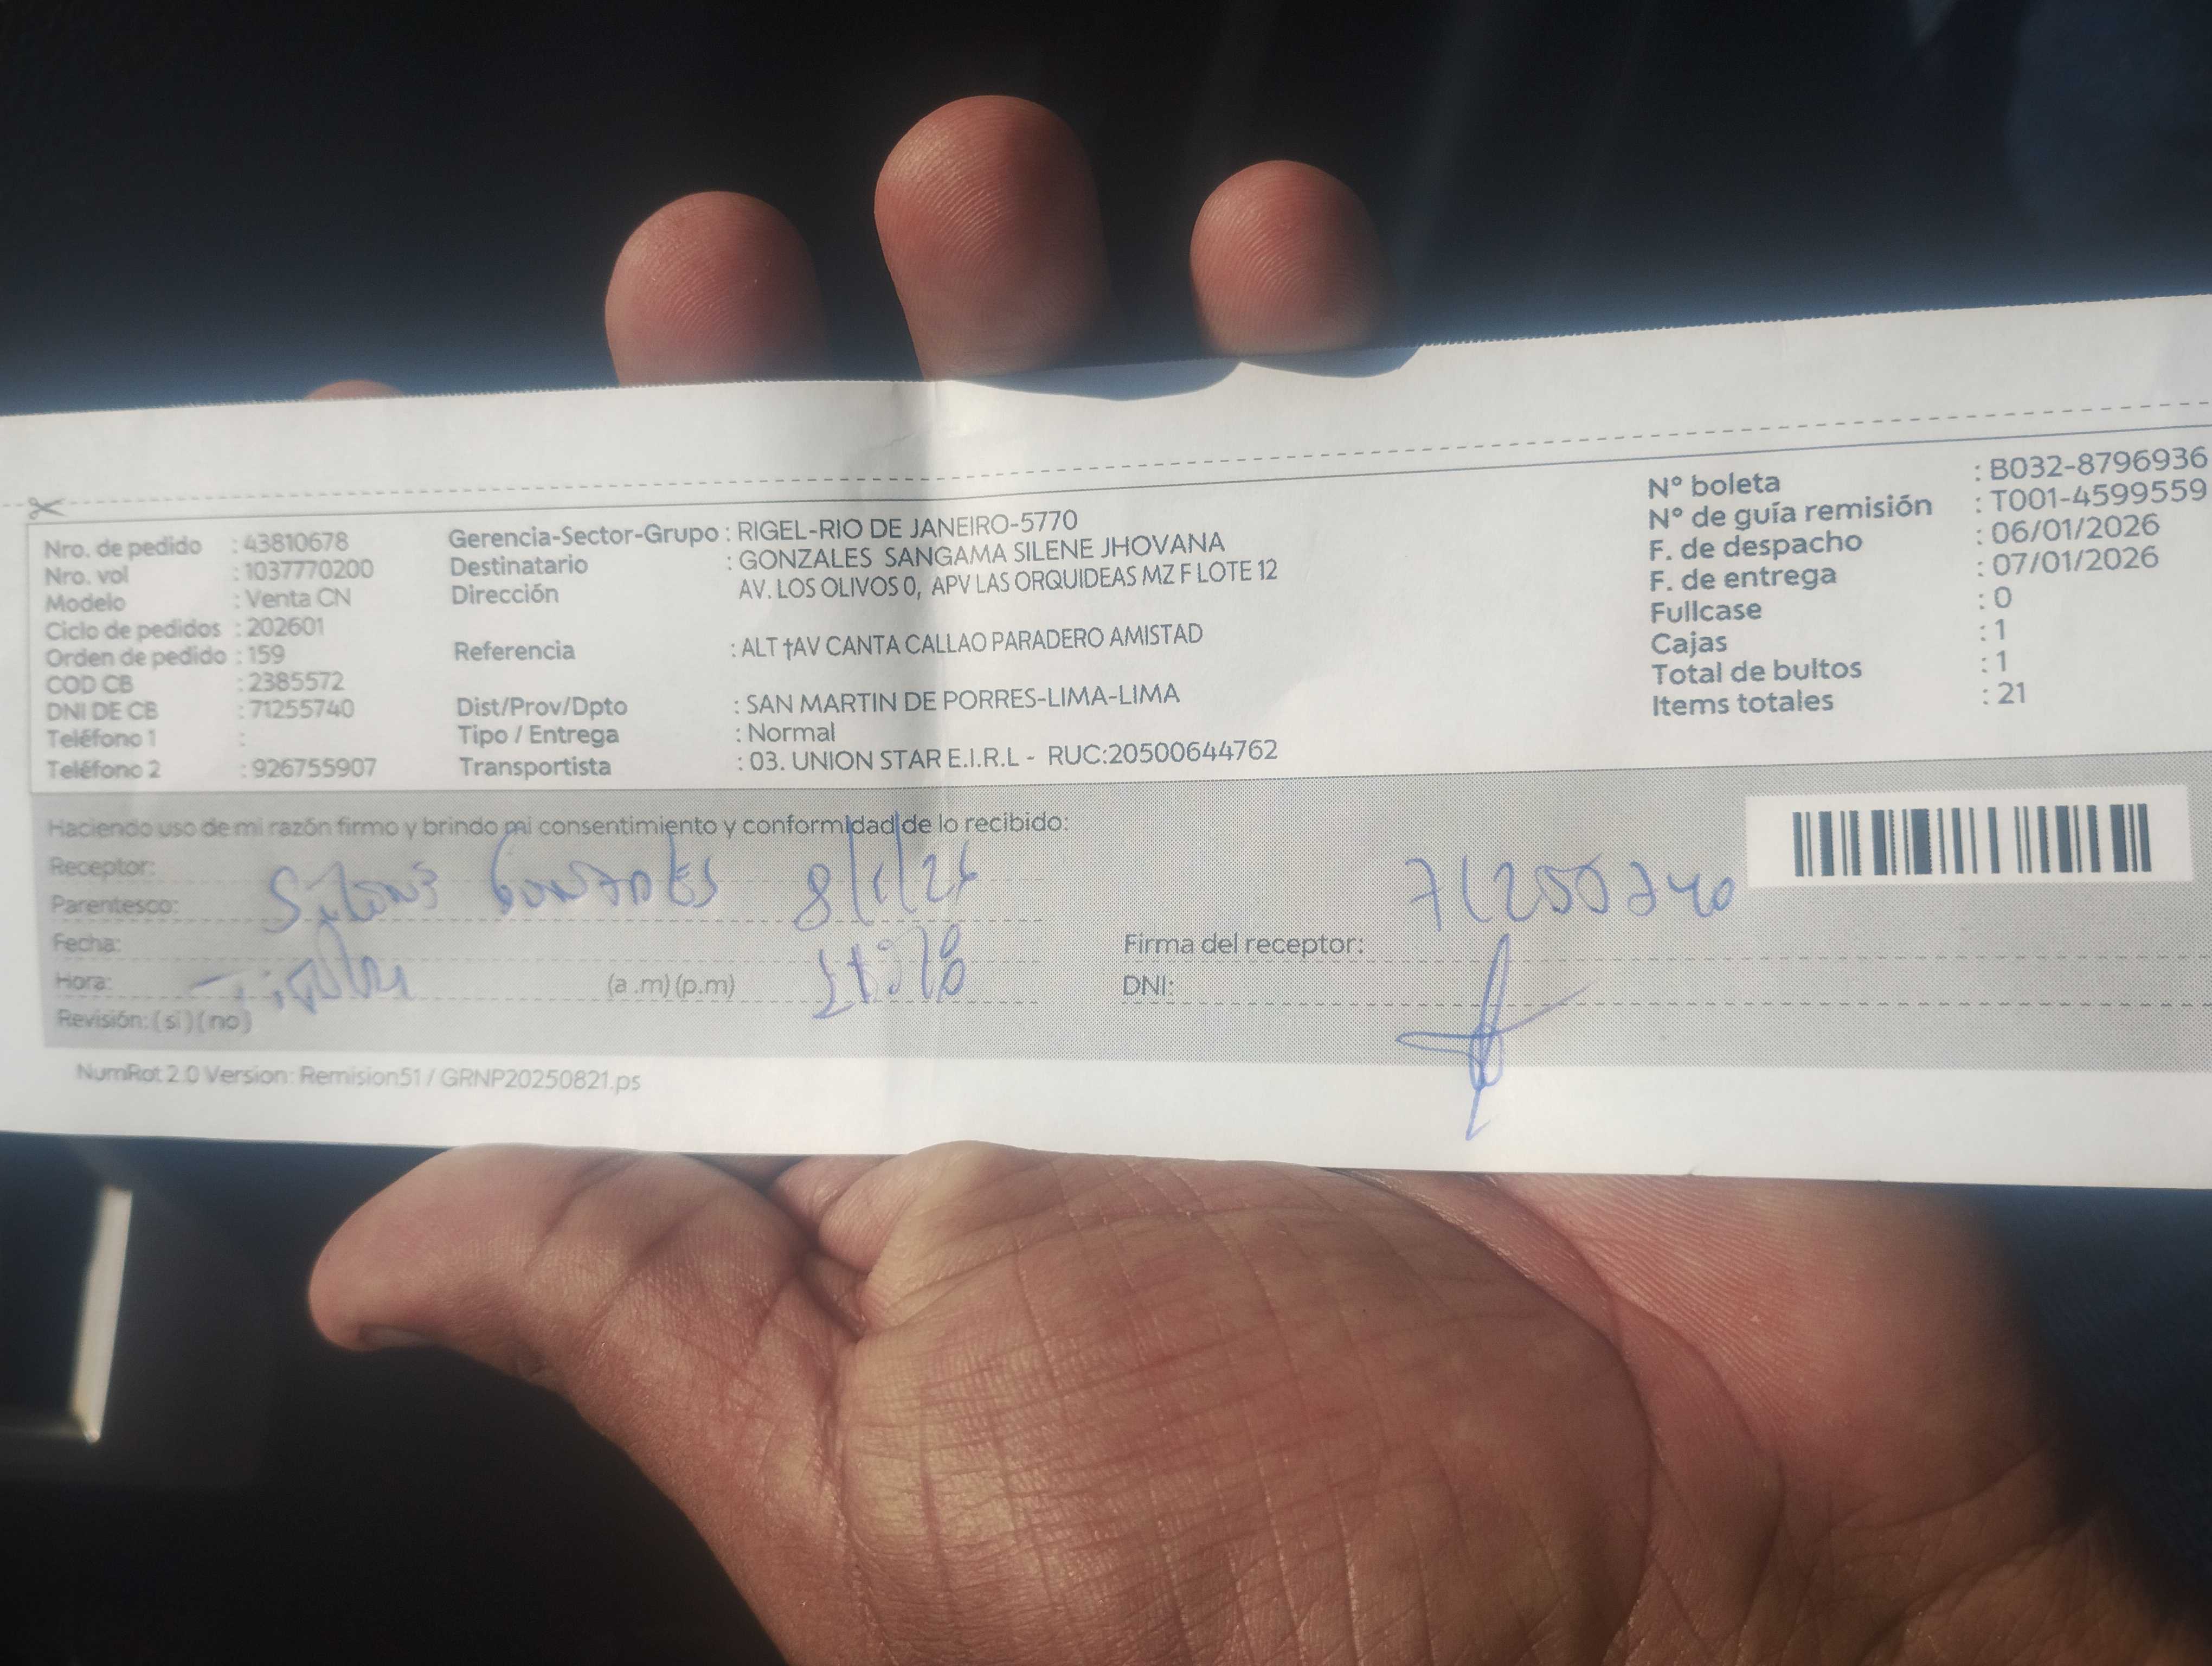 Nro. de pedido : 43810678
Nro. vol : 1037770200
Modelo : Venta CN
Ciclo de pedidos : 202601
Orden de pedido : 159
COD CB : 2385572
DNI DE CB : 71255740
Teléfono 1 :
Teléfono 2 : 926755907
Gerencia-Sector-Grupo : RIGEL-RIO DE JANEIRO-5770
Destinatario : GONZALES SANGAMA SILENE JHOVANA
Dirección AV. LOS OLIVOS 0, APV LAS ORQUIDEAS MZ F LOTE 12
Referencia : ALT †AV CANTA CALLAO PARADERO AMISTAD
Dist/Prov/Dpto : SAN MARTIN DE PORRES-LIMA-LIMA
Tipo / Entrega : Normal
Transportista : 03. UNION STAR E.I.R.L - RUC:20500644762
N° boleta : B032-8796936
N° de guía remisión : T001-4599559
F. de despacho : 06/01/2026
F. de entrega : 07/01/2026
Fullcase : 0
Cajas : 1
Total de bultos : 1
Items totales : 21
Haciendo uso de mi razón firmo y brindo mi consentimiento y conformidad de lo recibido:
Receptor:
Parentesco: 8/1/26
Fecha:
Hora: (a .m) (p.m)
Revisión: (si) (no)
71255740
Firma del receptor:
DNI:
NumRot 2.0 Version: Remision51 / GRNP20250821.ps